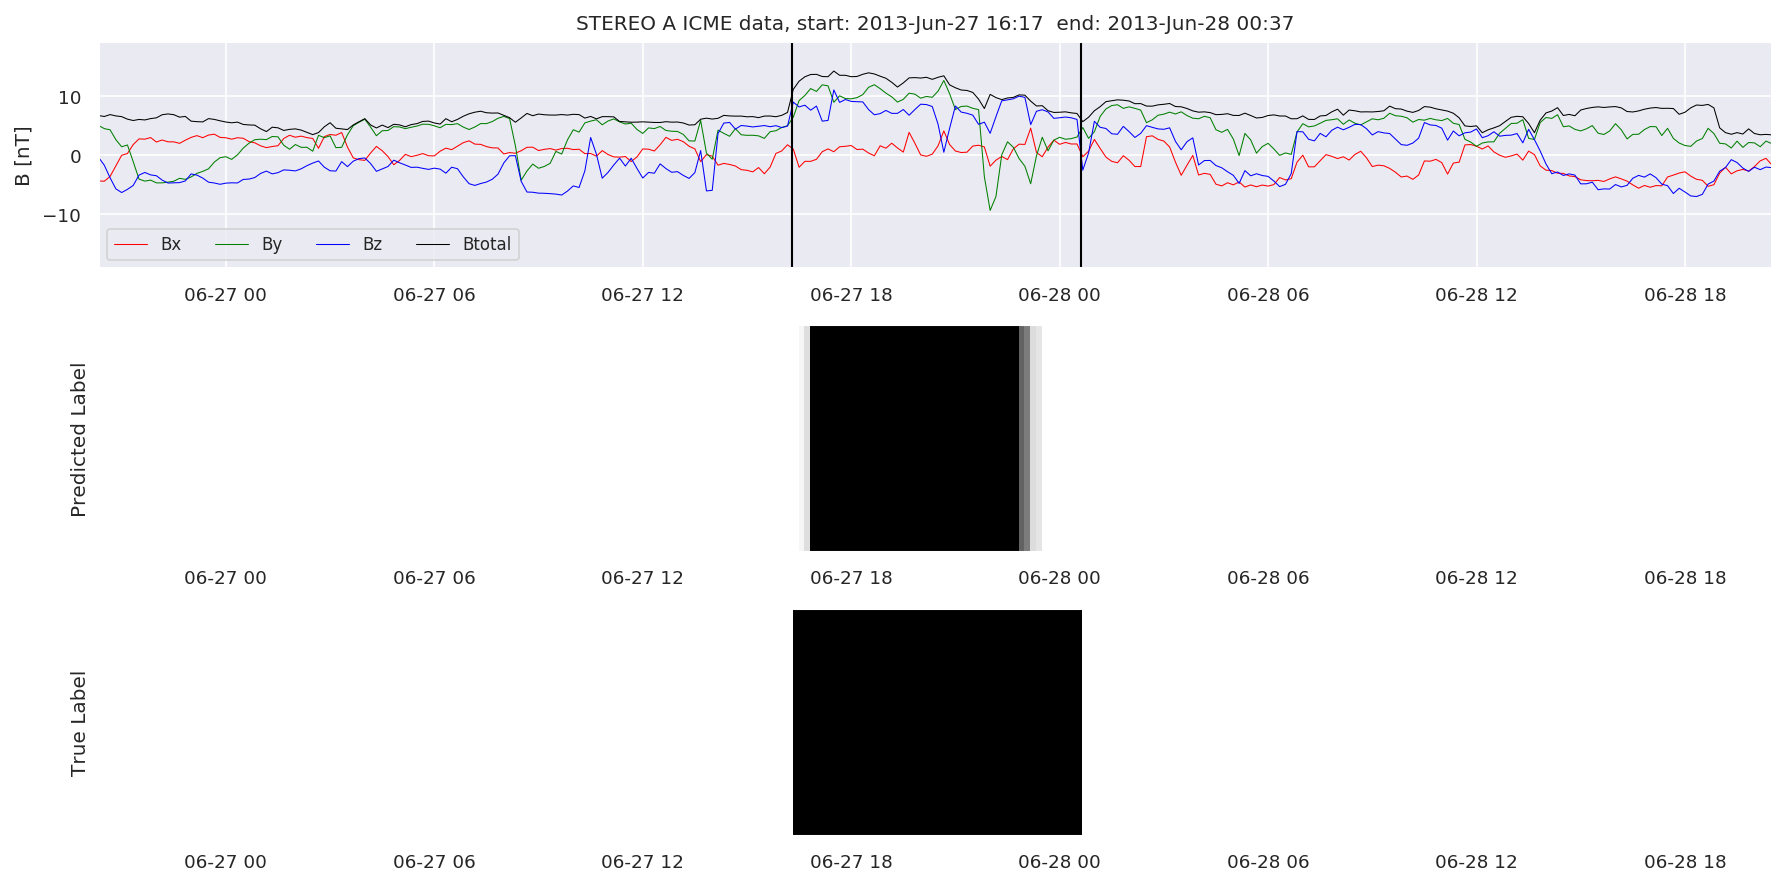 STEREO A ICME data, start: 2013-Jun-27 16:17  end: 2013-Jun-28 00:37
B [nT]
10
0
−10
Bx By Bz Btotal
06-27 00 06-27 06 06-27 12 06-27 18 06-28 00 06-28 06 06-28 12 06-28 18
Predicted Label
06-27 00 06-27 06 06-27 12 06-27 18 06-28 00 06-28 06 06-28 12 06-28 18
True Label
06-27 00 06-27 06 06-27 12 06-27 18 06-28 00 06-28 06 06-28 12 06-28 18